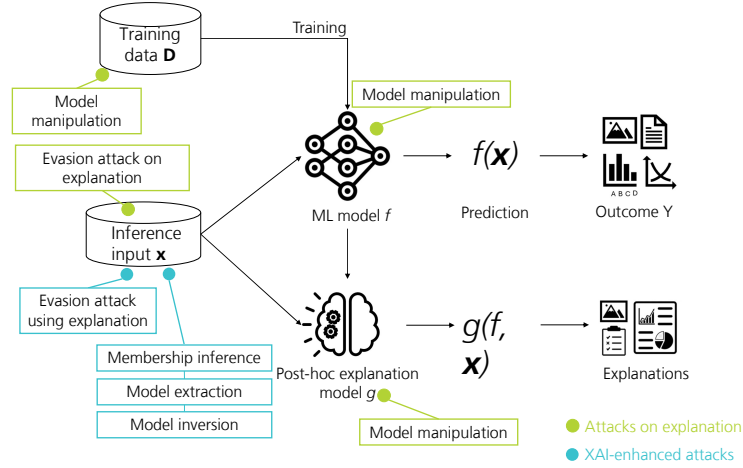 Training
data D
Training
Model
manipulation
Model manipulation
Evasion attack on
explanation
f(x)
ML model f
Prediction
A B C D
Outcome Y
Inference
input x
Evasion attack
using explanation
Membership inference
Model extraction
Model inversion
g(f,
x)
Post-hoc explanation
model g
Explanations
Model manipulation
Attacks on explanation
XAI-enhanced attacks